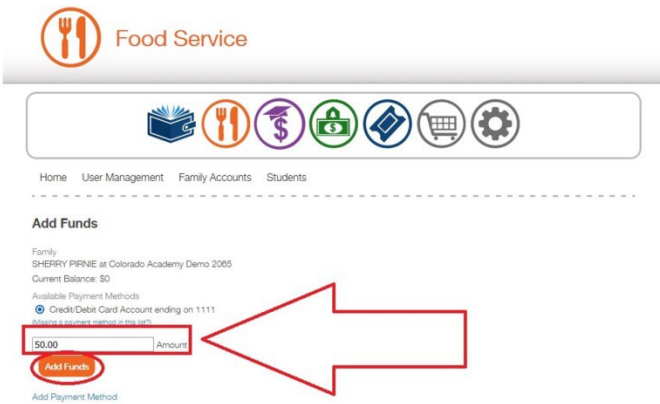 Food Service
Home User Management Family Accounts Students
Add Funds
Family
SHERRY PIRNIE at Colorado Academy Demo 2065
Current Balance: $0
Available Payment Methods
Credit/Debit Card Account ending on 1111
(Missing a payment method in this list?)
50.00 Amount
Add Funds
Add Payment Method